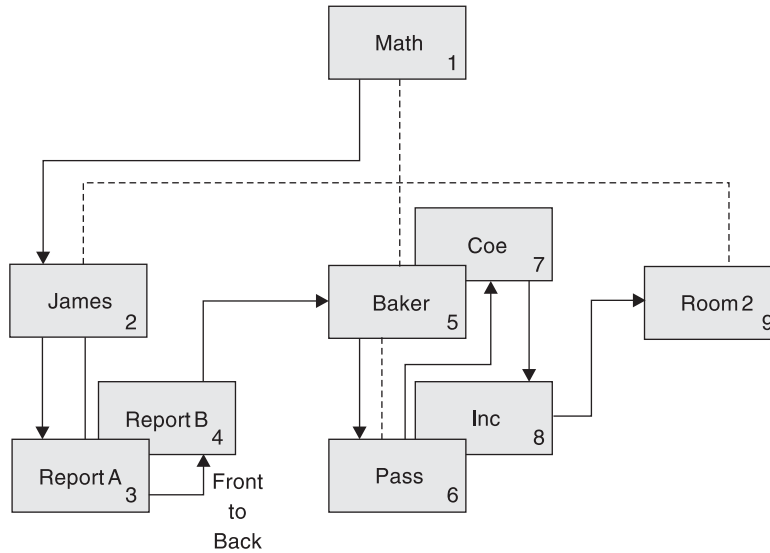 Math
1
James
2
Report A
3
Report B
4
Front
to
Back
Baker
5
Pass
6
Coe
7
Inc
8
Room 2
9